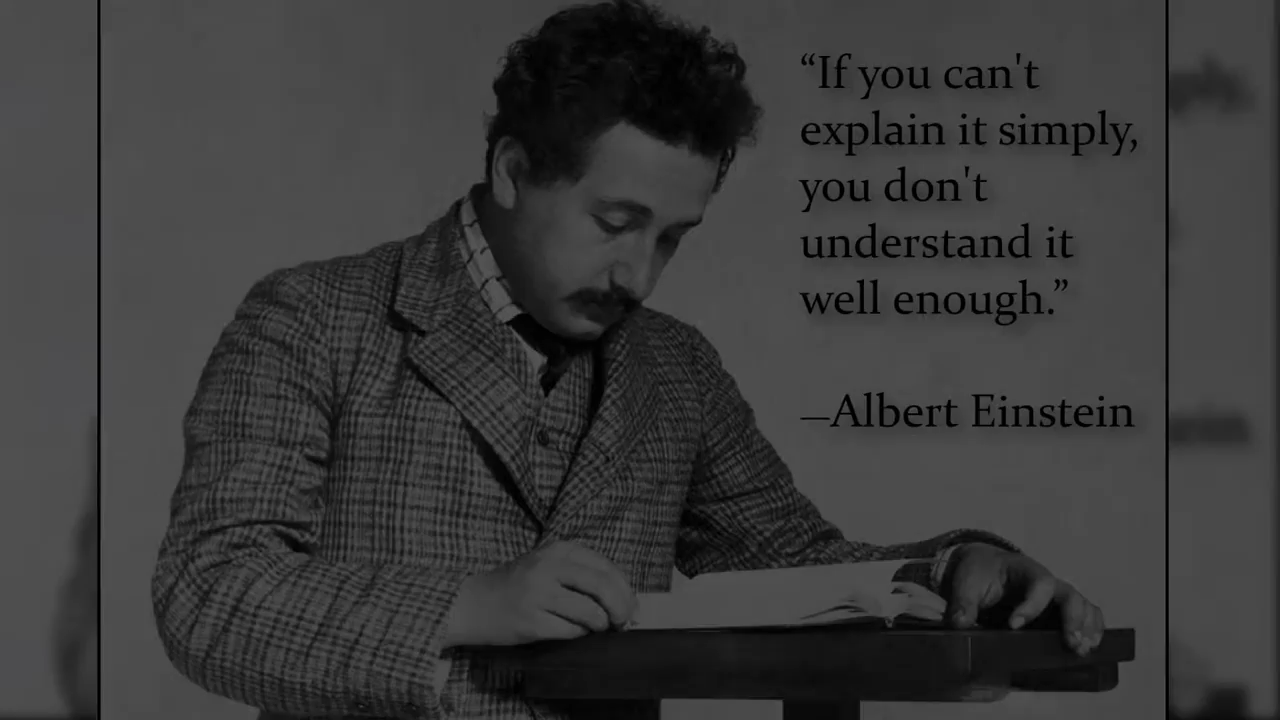 “If you can't
explain it simply,
you don't
understand it
well enough.”
—Albert Einstein